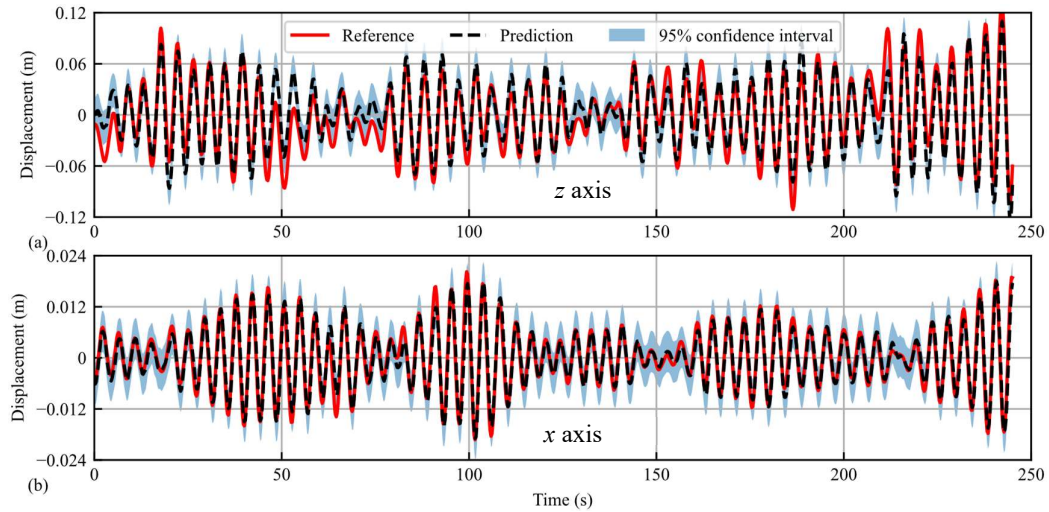 0.12
Reference
Prediction
95% confidence interval
0.06
0
−0.06
−0.12
Displacement (m)
z axis
0
50
100
150
200
250
(a)
0.024
0.012
0
−0.012
−0.024
Displacement (m)
x axis
0
50
100
150
200
250
(b)
Time (s)